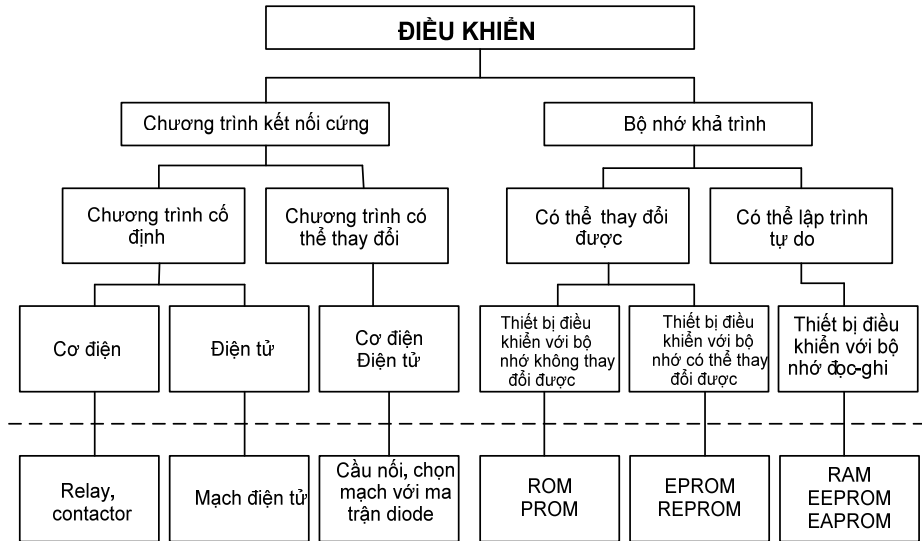 ĐIỀU KHIỂN
Chương trình kết nối cứng
Bộ nhớ khả trình
Chương trình cố
định
Chương trình có
thể thay đổi
Có thể thay đổi
được
Có thể lập trình
tự do
Cơ điện
Điện tử
Cơ điện
Điện tử
Thiết bị điều
khiển với bộ
nhớ không thay
đổi được
Thiết bị điều
khiển với bộ
nhớ có thể thay
đổi được
Thiết bị điều
khiển với bộ
nhớ đọc-ghi
Relay,
contactor
Mạch điện tử
Cầu nối, chọn
mạch với ma
trận diode
ROM
PROM
EPROM
REPROM
RAM
EEPROM
EAPROM